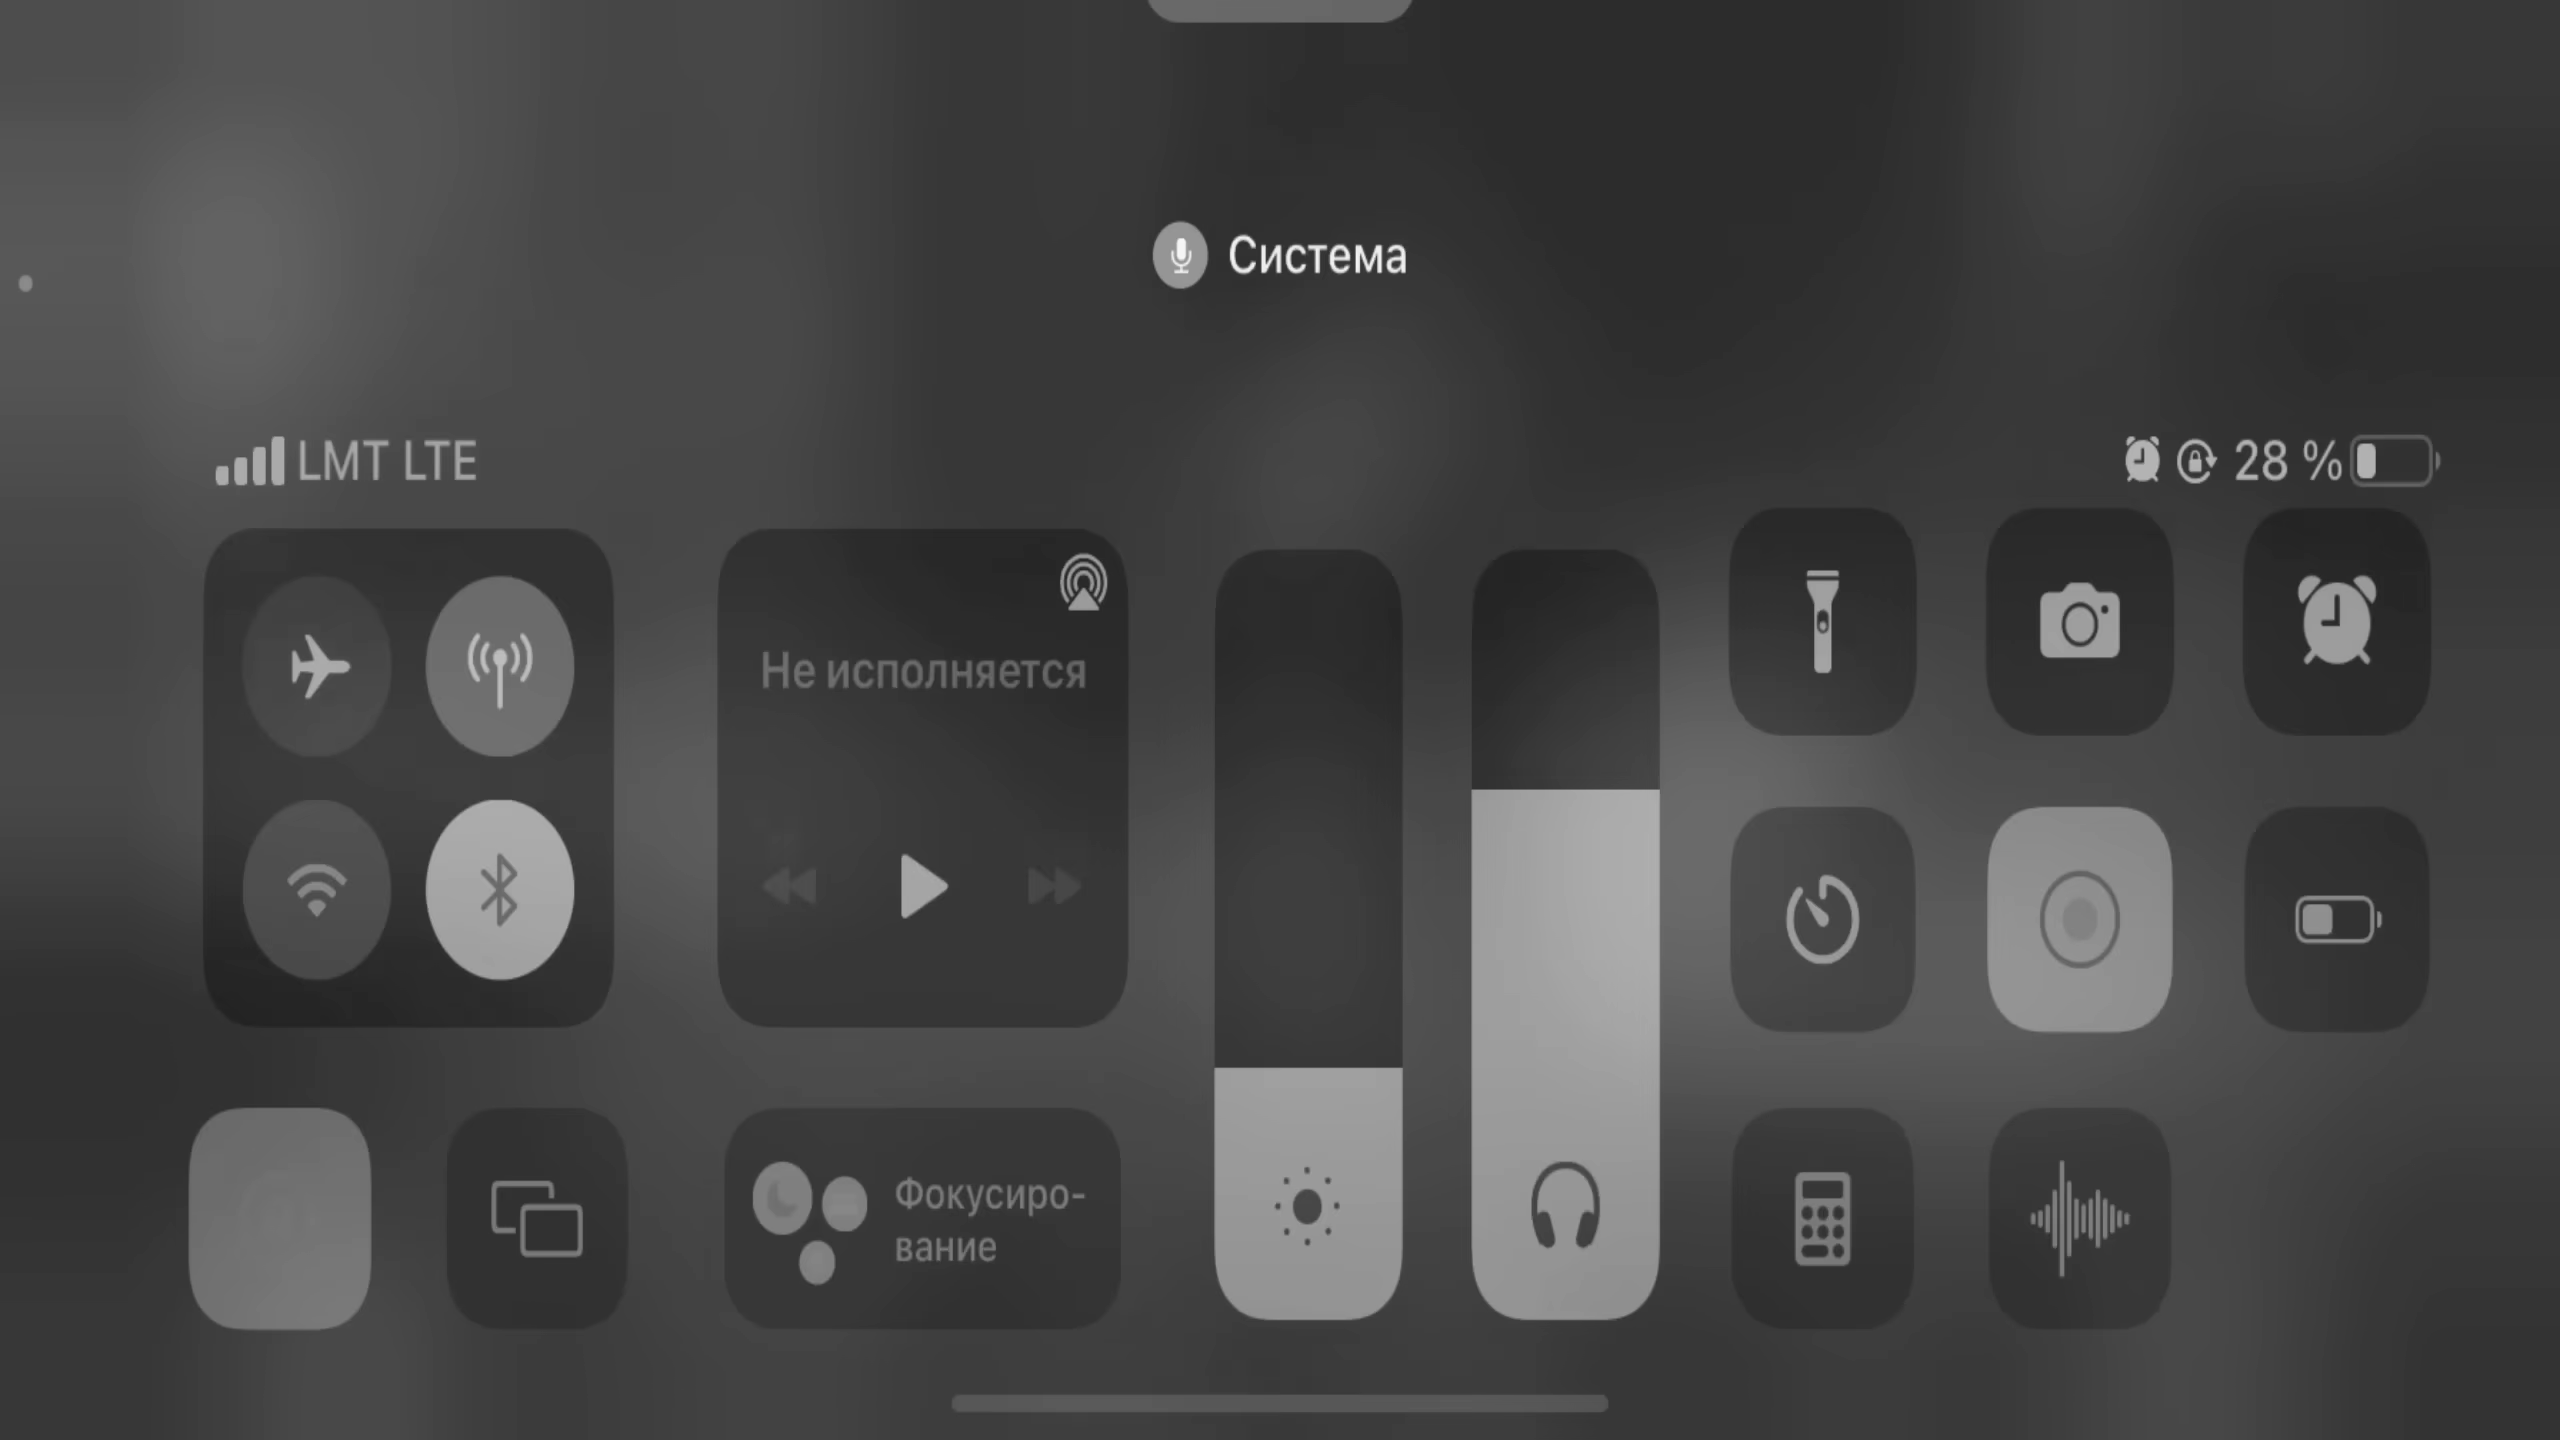 Система
LMT LTE
28 %
Не исполняется
Фокусиро-
вание